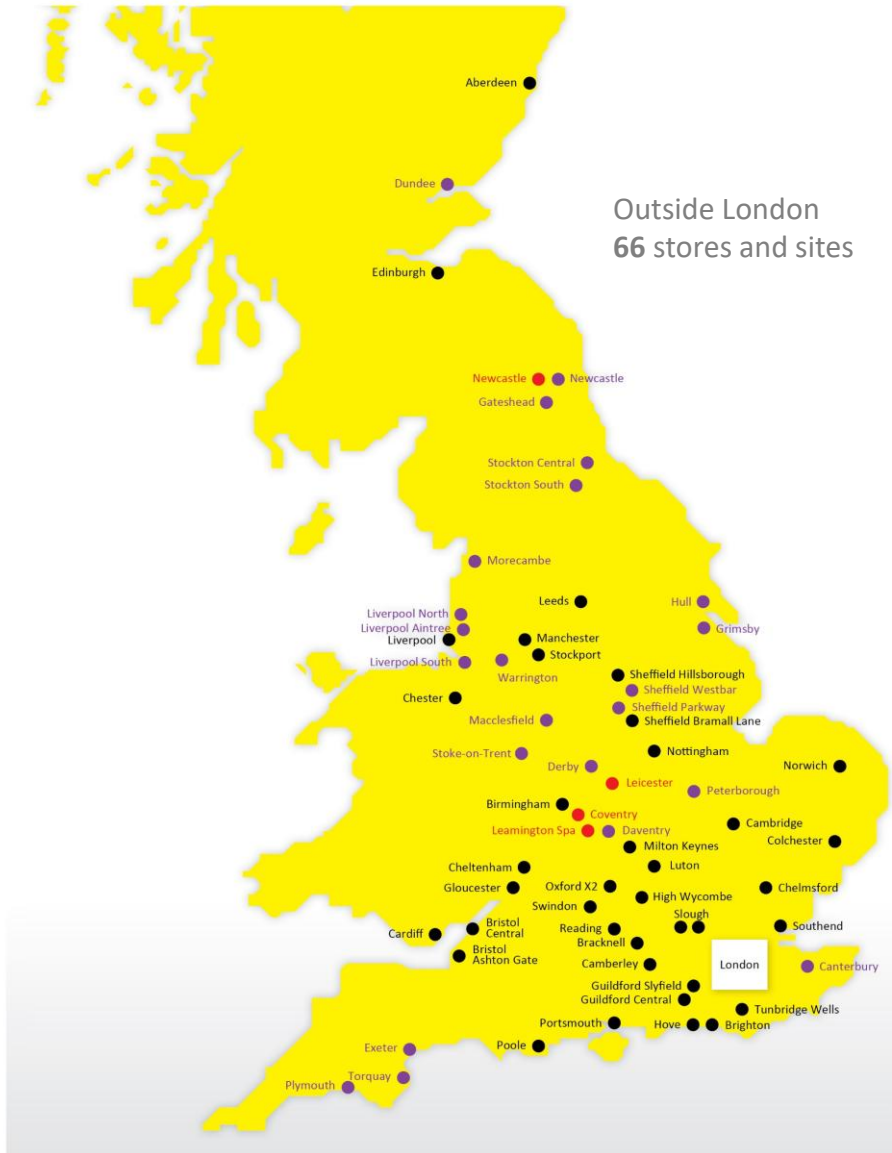 Aberdeen
Dundee
Outside London
66 stores and sites
Edinburgh
Newcastle
Newcastle
Gateshead
Stockton Central
Stockton South
Morecambe
Leeds
Hull
Liverpool North
Liverpool Aintree
Grimsby
Liverpool
Manchester
Stockport
Liverpool South
Warrington
Sheffield Hillsborough
Sheffield Westbar
Chester
Sheffield Parkway
Macclesfield
Sheffield Bramall Lane
Stoke-on-Trent
Nottingham
Derby
Norwich
Leicester
Peterborough
Birmingham
Coventry
Leamington Spa
Daventry
Cambridge
Colchester
Milton Keynes
Cheltenham
Luton
Gloucester
Oxford X2
High Wycombe
Chelmsford
Swindon
Slough
Cardiff
Bristol
Central
Reading
Southend
Bracknell
Bristol
Ashton Gate
Camberley
London
Canterbury
Guildford Slyfield
Guildford Central
Tunbridge Wells
Portsmouth
Hove
Brighton
Poole
Exeter
Torquay
Plymouth